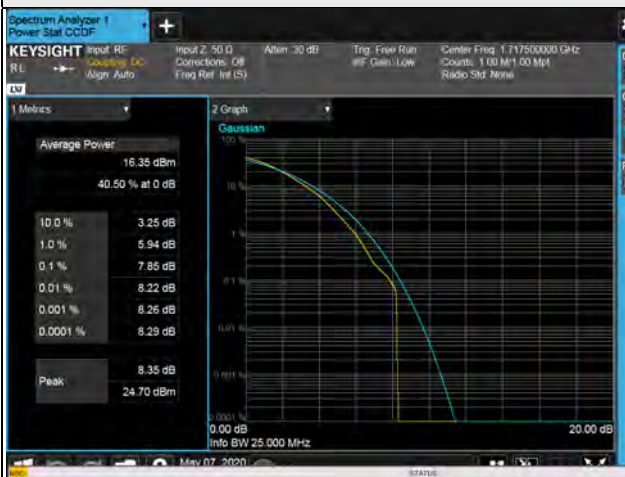 Spectrum Analyzer 1
Power Stat CCDF
+
KEYSIGHT Input: RF Input Z: 50 Ω Atten: 30 dB Trig: Free Run Center Freq: 1.717500000 GHz
RL Coupling: DC Corrections: Off #IF Gain: Low Counts: 1.00 M/1.00 Mpt
Align: Auto Freq Ref: Int (S) Radio Std: None
LW
1 Metrics
2 Graph
Gaussian
Average Power
16.35 dBm
40.50 % at 0 dB
10.0 % 3.25 dB
1.0 % 5.94 dB
0.1 % 7.85 dB
0.01 % 8.22 dB
0.001 % 8.26 dB
0.0001 % 8.29 dB
Peak
8.35 dB
24.70 dBm
100 %
10 %
1 %
0.1 %
0.01 %
0.001 %
0.0001 %
0.00 dB 20.00 dB
Info BW 25.000 MHz
May 07, 2020
MSG STATUS